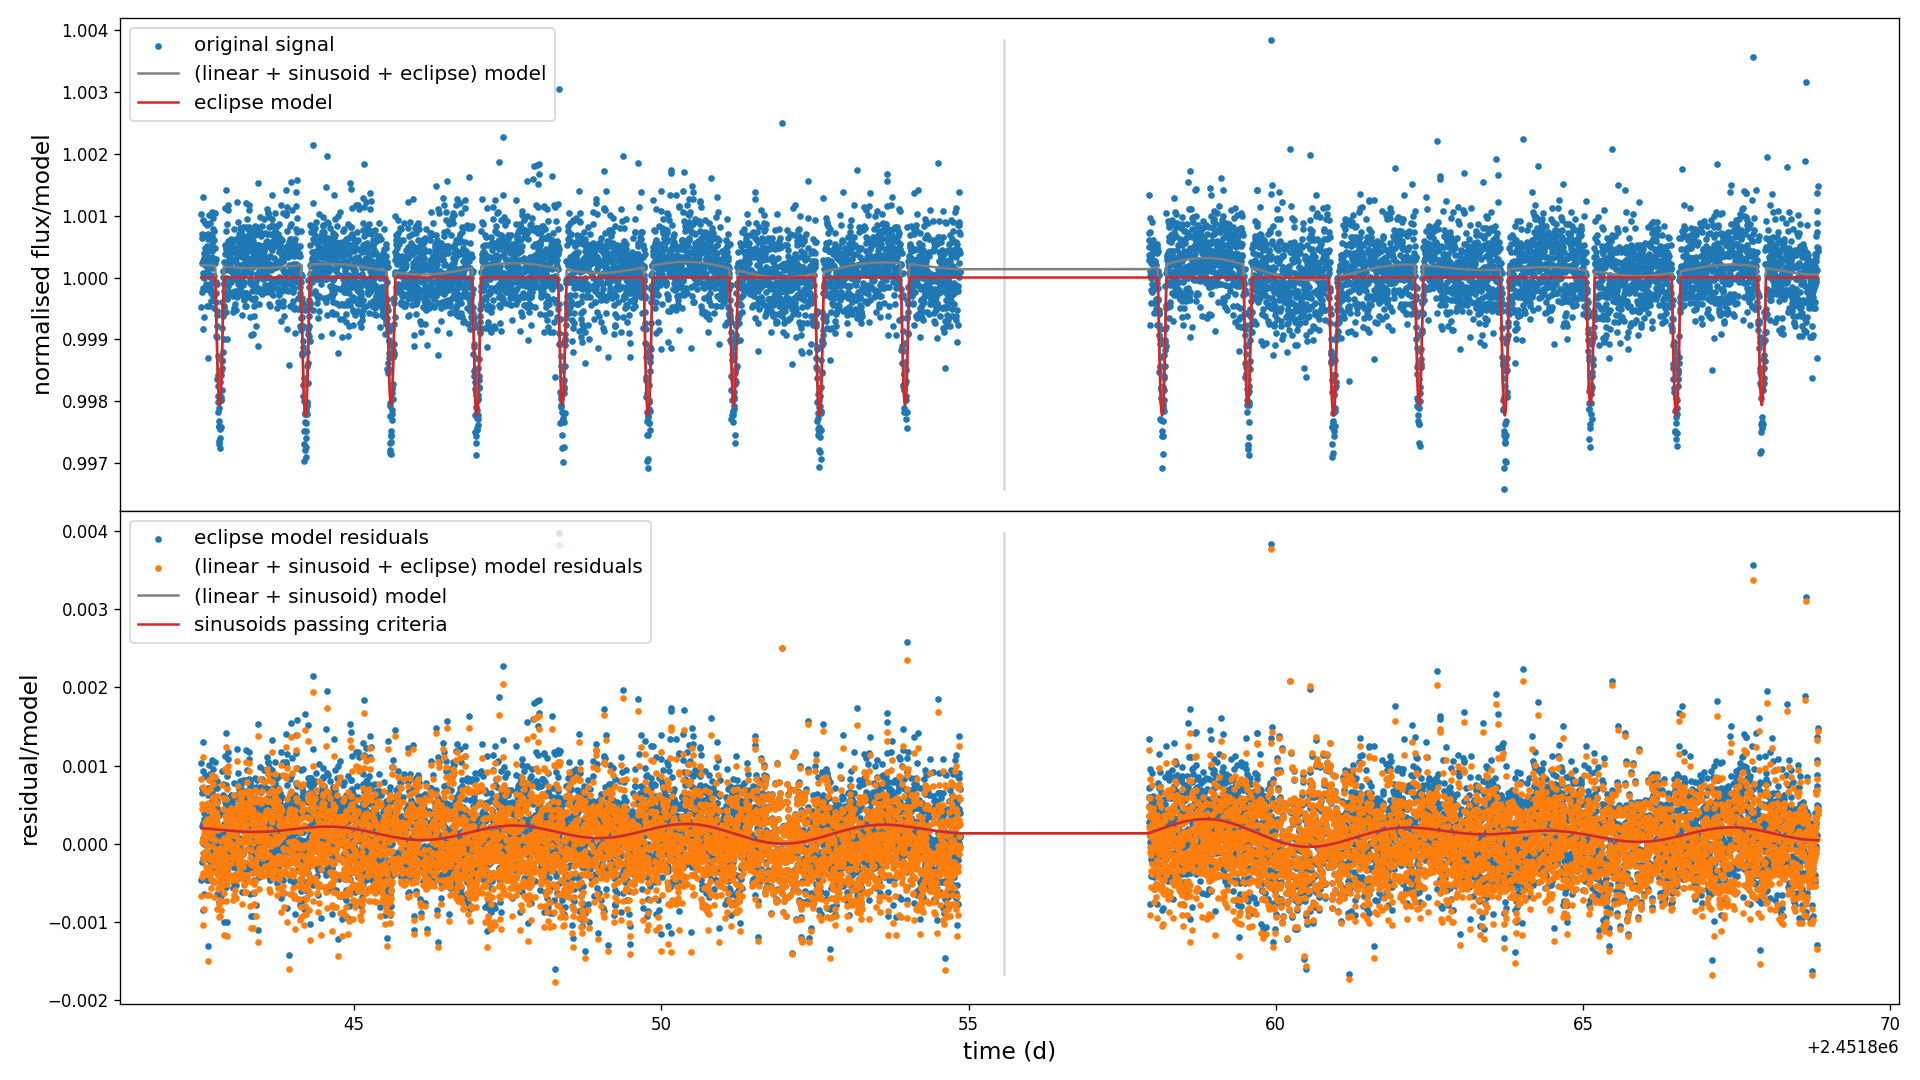 original signal
(linear + sinusoid + eclipse) model
eclipse model
normalised flux/model
1.004
1.003
1.002
1.001
1.000
0.999
0.998
0.997
eclipse model residuals
(linear + sinusoid + eclipse) model residuals
(linear + sinusoid) model
sinusoids passing criteria
residual/model
0.004
0.003
0.002
0.001
0.000
−0.001
−0.002
45 50 55 60 65 70
time (d)
+2.4518e6